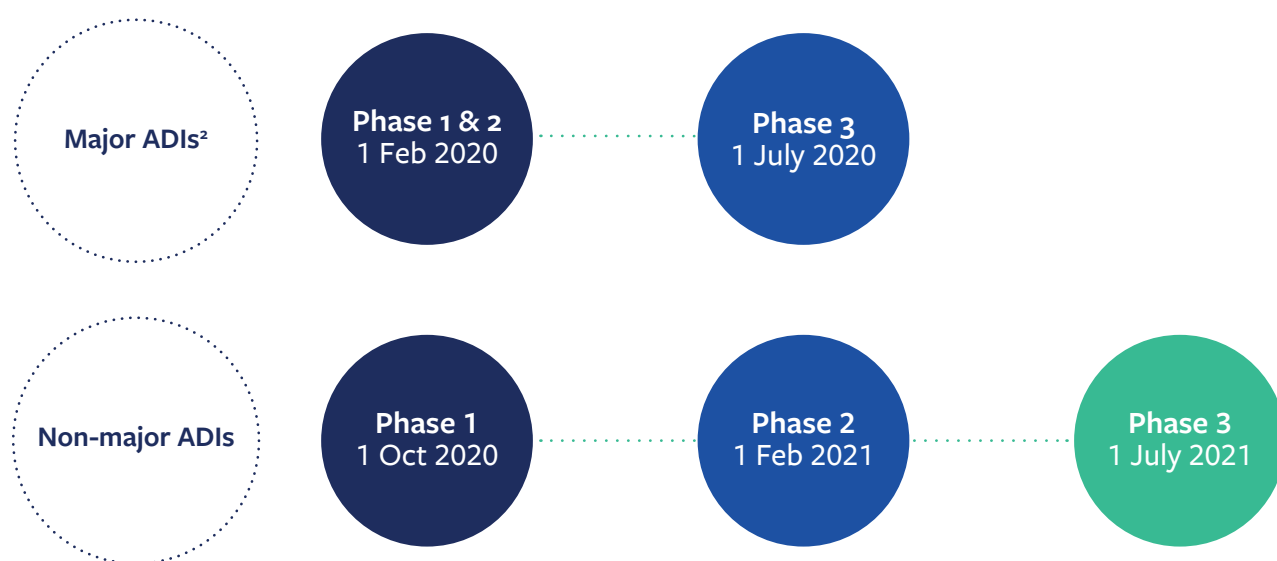 Major ADIs²
Phase 1 & 2
1 Feb 2020
Phase 3
1 July 2020
Non-major ADIs
Phase 1
1 Oct 2020
Phase 2
1 Feb 2021
Phase 3
1 July 2021